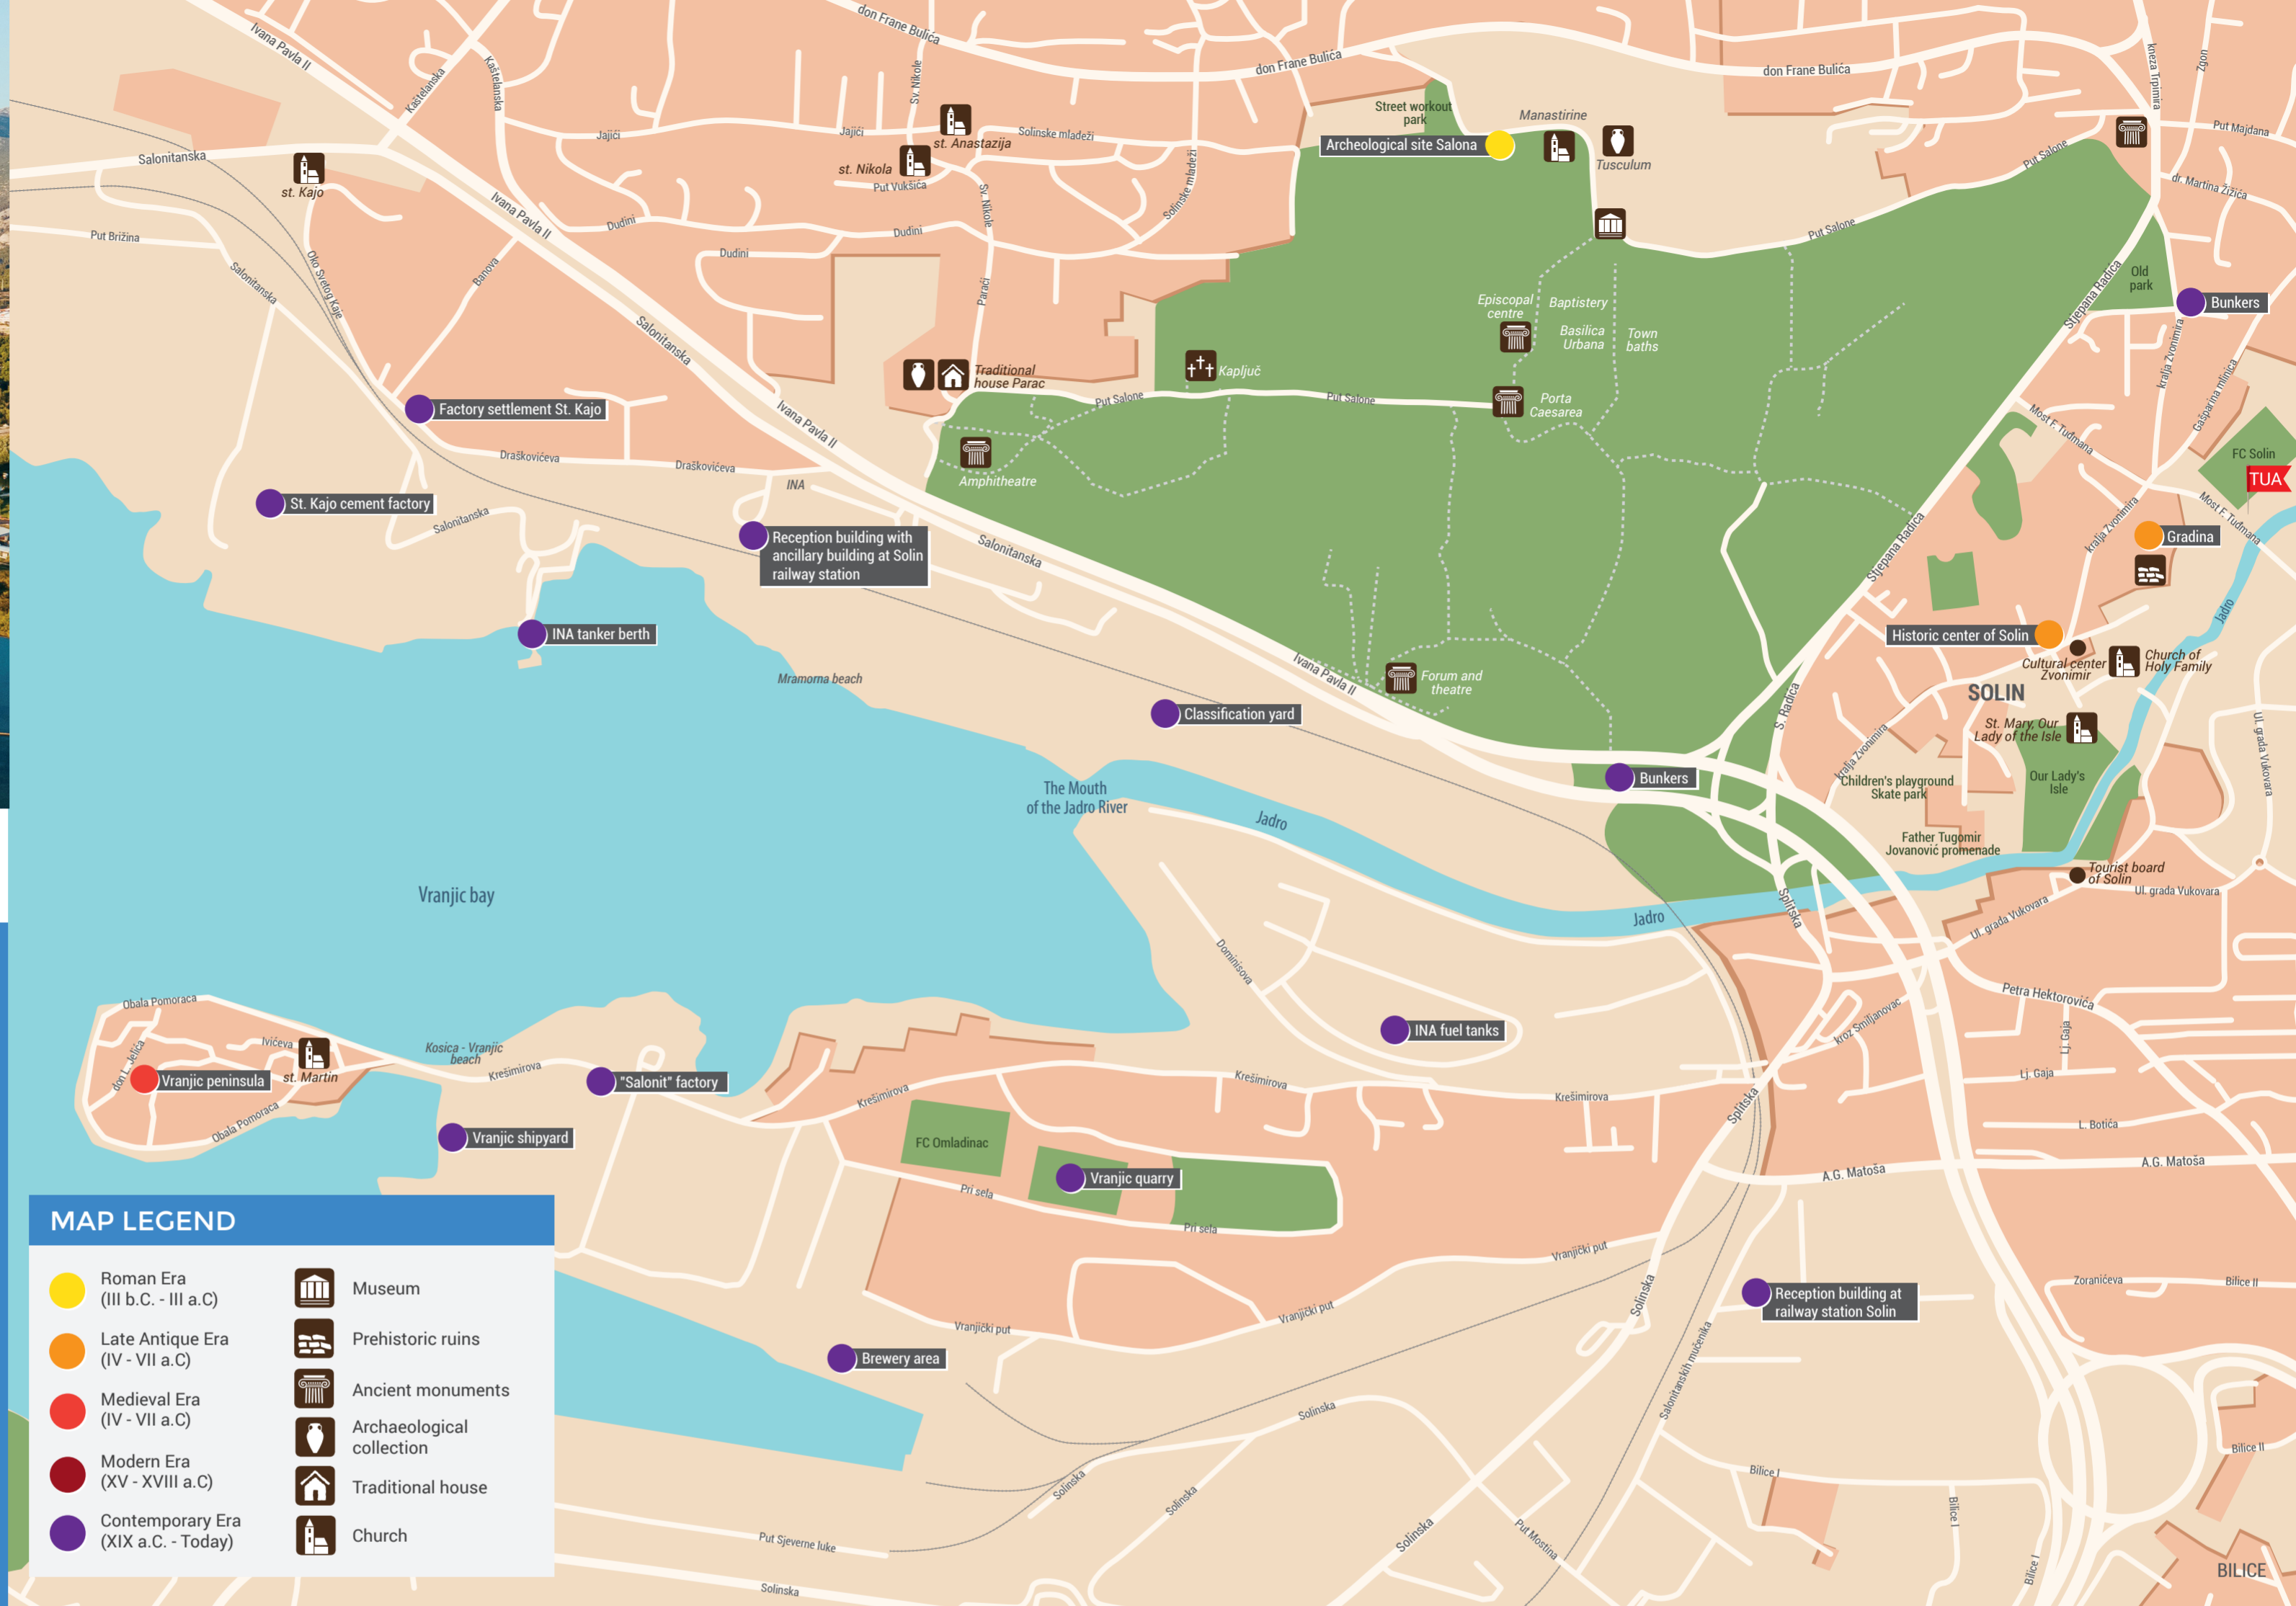 don Frane Bulića
Ivana Pavla II
Kaštelanska
Kaštelanska
Sv. Nikole
don Frane Bulića
don Frane Bulića
kneza Trpimira
Zgon
Street workout
park
Manastirine
Archeological site Salona
Tusculum
Jajići
Jajići
st. Anastazija
Solinske mladeži
Put Majdana
Put Salone
Salonitanska
st. Kajo
st. Nikola
Put Vukšića
Sv. Nikole
Solinske mladeži
dr. Martina Žižića
Ivana Pavla II
Dudini
Dudini
Dudini
Put Salone
Put Brižina
Salonitanska
Oko Svetog Kaje
Banova
Paraći
Stjepana Radića
Old
park
Bunkers
Episcopal
centre
Baptistery
Basilica
Urbana
Town
baths
Salonitanska
kralja Zvonimira
Gašparina mlinica
Traditional
house Parac
Kapljuč
Put Salone
Put Salone
Porta
Caesarea
Factory settlement St. Kajo
Ivana Pavla II
Most F. Tuđmana
FC Solin
TUA
Draškovićeva
Draškovićeva
INA
Amphitheatre
St. Kajo cement factory
Salonitanska
Most F. Tuđmana
kralja Zvonimira
Gradina
Stjepana Radića
Reception building with
ancillary building at Solin
railway station
Salonitanska
Jadro
INA tanker berth
Historic center of Solin
Cultural center
Zvonimir
Church of
Holy Family
Mramorna beach
Ivana Pavla II
Forum and
theatre
SOLIN
S. Radića
Classification yard
St. Mary, Our
Lady of the Isle
Ul. grada Vukovara
kralja Zvonimira
Bunkers
Children's playground
Skate park
Our Lady's
Isle
The Mouth
of the Jadro River
Jadro
Father Tugomir
Jovanović promenade
Tourist board
of Solin
Ul. grada Vukovara
Vranjic bay
Jadro
Splitska
Ul. grada Vukovara
Dominisova
Petra Hektorovića
Obala Pomoraca
kroz Smiljanovac
Lj. Gaja
INA fuel tanks
Ivićeva
don L. Jelića
st. Martin
Kosica - Vranjic
beach
Krešimirova
Vranjic peninsula
"Salonit" factory
Krešimirova
Krešimirova
Krešimirova
Lj. Gaja
Splitska
Obala Pomoraca
Vranjic shipyard
FC Omladinac
L. Botića
Vranjic quarry
A.G. Matoša
A.G. Matoša
Pri sela
Pri sela
Vranjički put
MAP LEGEND
Roman Era
(III b.C. - III a.C)
Late Antique Era
(IV - VII a.C)
Medieval Era
(IV - VII a.C)
Modern Era
(XV - XVIII a.C)
Contemporary Era
(XIX a.C. - Today)
Museum
Prehistoric ruins
Ancient monuments
Archaeological
collection
Traditional house
Church
Solinska
Reception building at
railway station Solin
Zoranićeva
Bilice II
Vranjički put
Vranjički put
Brewery area
Salonitanskih mučenika
Solinska
Bilice II
Bilice I
Solinska
Solinska
Bilice I
Put Sjeverne luke
Solinska
Put Mostina
Bilice I
BILICE
Solinska